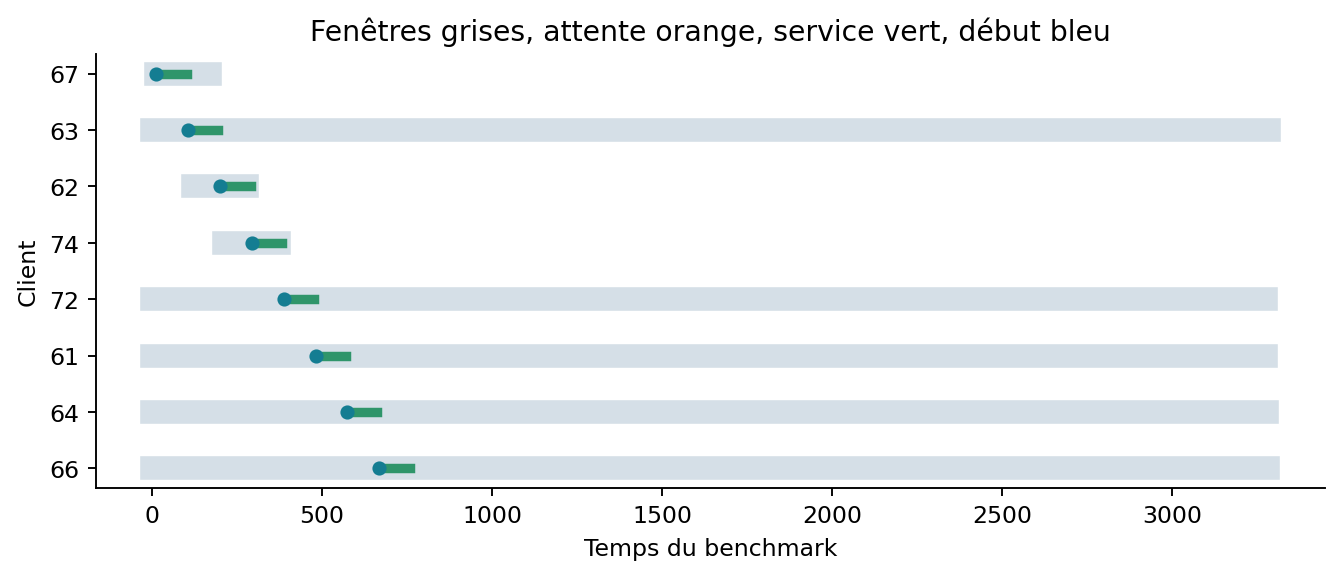 Fenêtres grises, attente orange, service vert, début bleu
Client
67
63
62
74
72
61
64
66
0 500 1000 1500 2000 2500 3000
Temps du benchmark